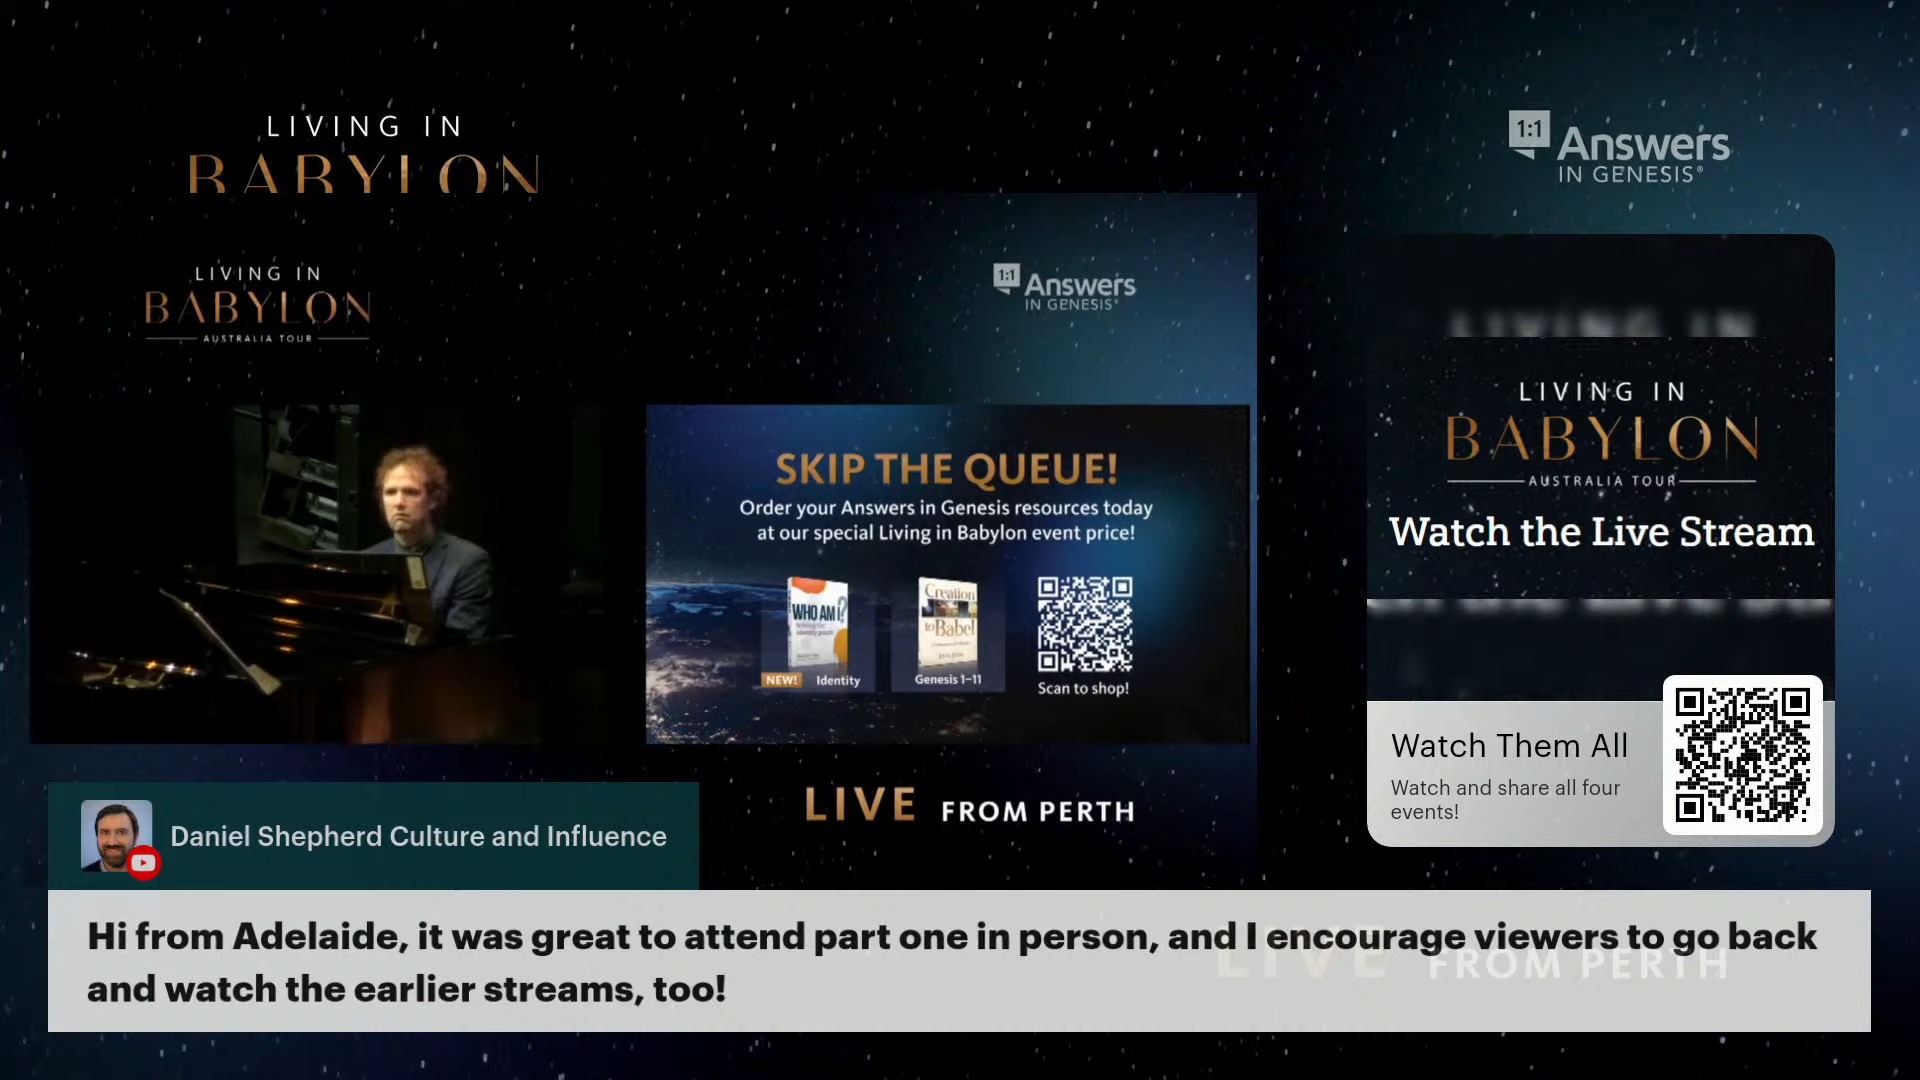 LIVING IN
BABYLON
1:1 Answers
IN GENESIS®
LIVING IN
BABYLON
AUSTRALIA TOUR
1:1 Answers
IN GENESIS®
SKIP THE QUEUE!
Order your Answers in Genesis resources today
at our special Living in Babylon event price!
WHO AM I?
Creation
to Babel
NEW! Identity
Genesis 1–11
Scan to shop!
LIVING IN
LIVING IN
BABYLON
AUSTRALIA TOUR
Watch the Live Stream
Watch Them All
Watch and share all four
events!
LIVE FROM PERTH
Daniel Shepherd Culture and Influence
Hi from Adelaide, it was great to attend part one in person, and I encourage viewers to go back
and watch the earlier streams, too!
LIVE FROM PERTH